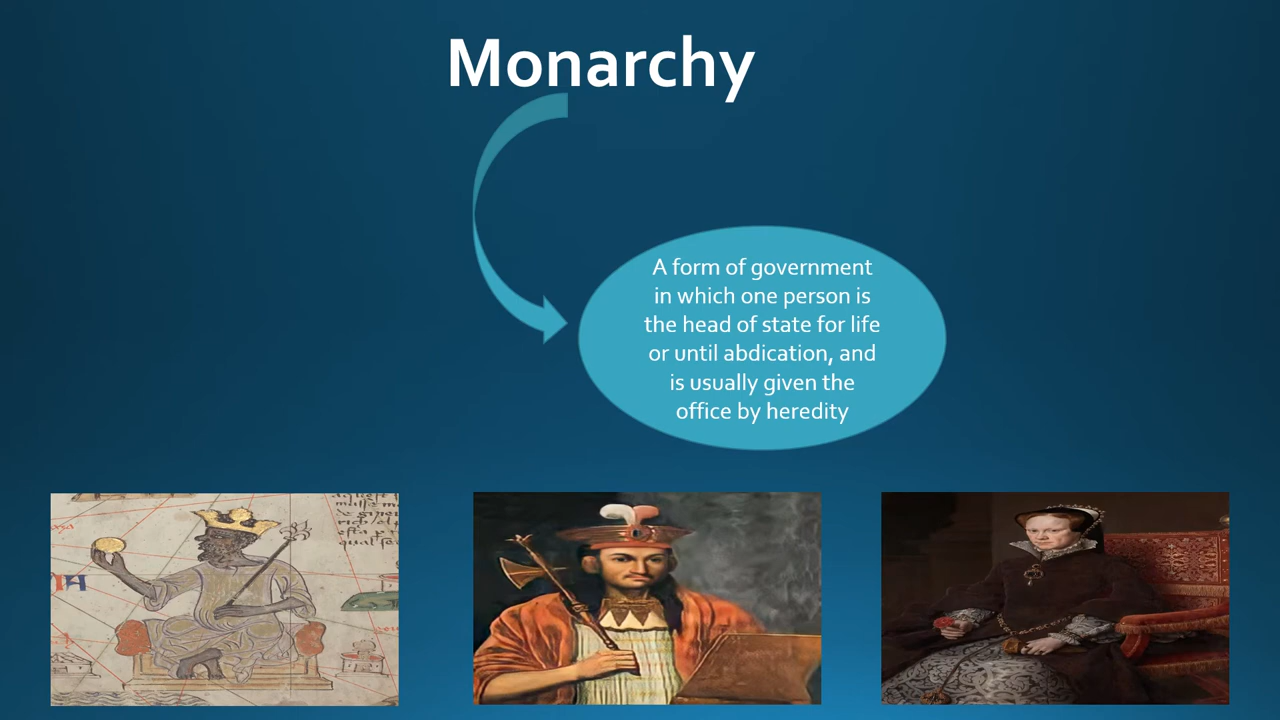 Monarchy
A form of government
in which one person is
the head of state for life
or until abdication, and
is usually given the
office by heredity